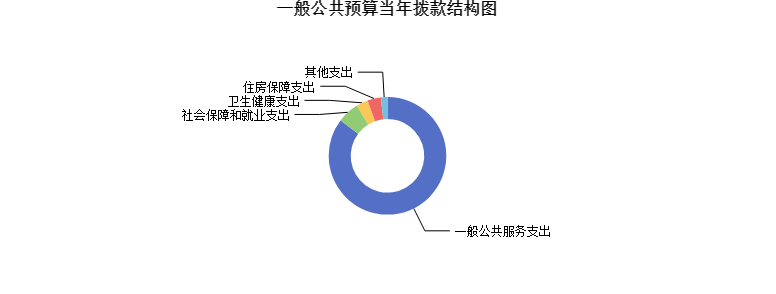 一般公共预算当年拨款结构图
其他支出
住房保障支出
卫生健康支出
社会保障和就业支出
一般公共服务支出